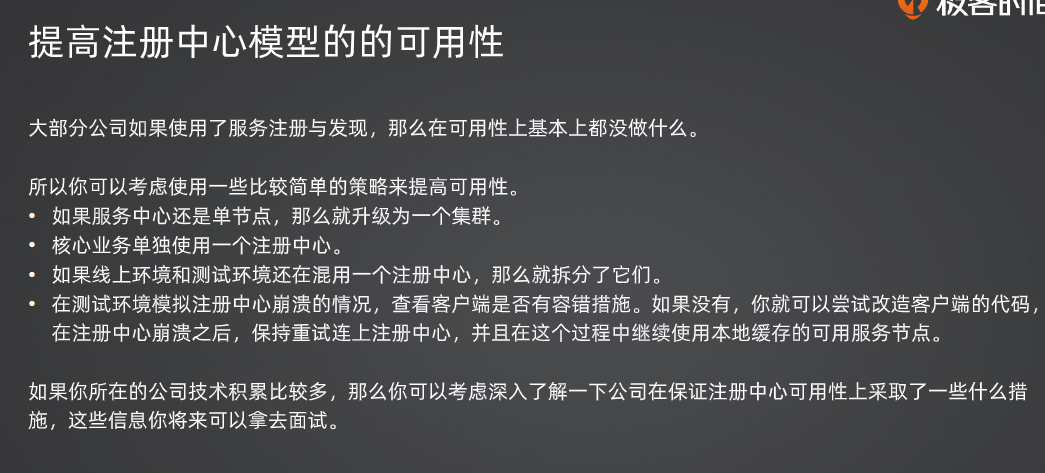 极客时间
提高注册中心模型的的可用性
大部分公司如果使用了服务注册与发现，那么在可用性上基本上都没做什么。
所以你可以考虑使用一些比较简单的策略来提高可用性。
• 如果服务中心还是单节点，那么就升级为一个集群。
• 核心业务单独使用一个注册中心。
• 如果线上环境和测试环境还在混用一个注册中心，那么就拆分了它们。
• 在测试环境模拟注册中心崩溃的情况，查看客户端是否有容错措施。如果没有，你就可以尝试改造客户端的代码，
在注册中心崩溃之后，保持重试连上注册中心，并且在这个过程中继续使用本地缓存的可用服务节点。
如果你所在的公司技术积累比较多，那么你可以考虑深入了解一下公司在保证注册中心可用性上采取了一些什么措
施，这些信息你将来可以拿去面试。